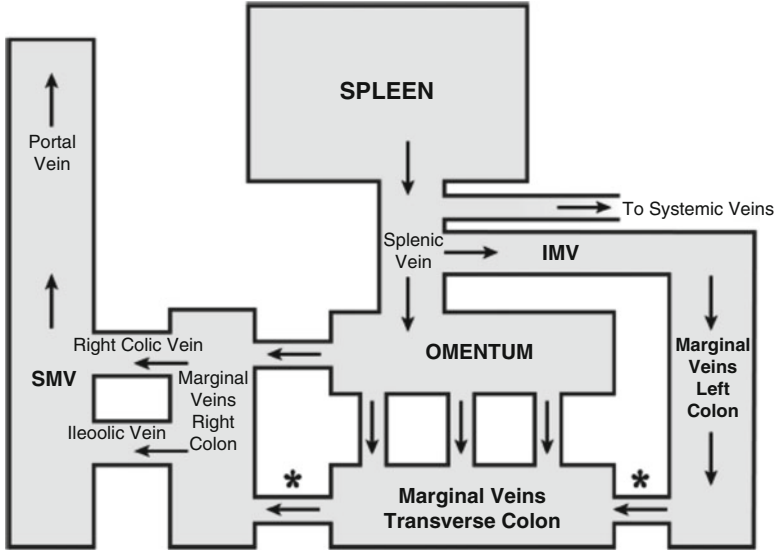 SPLEEN
Portal
Vein
To Systemic Veins
Splenic
Vein
IMV
Right Colic Vein
OMENTUM
Marginal
Veins
Left
Colon
SMV
Marginal
Veins
Right
Colon
Ileoolic Vein
*
*
Marginal Veins
Transverse Colon